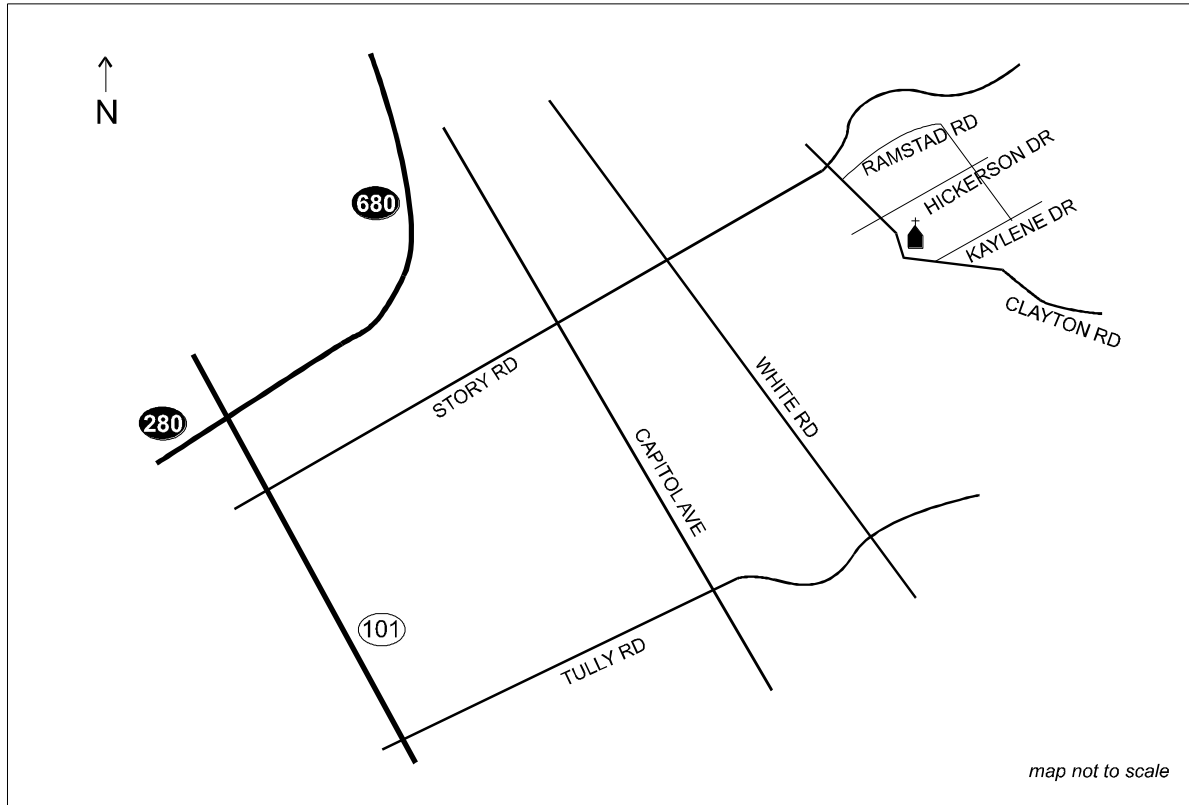 N
RAMSTAD RD
HICKERSON DR
680
KAYLENE DR
CLAYTON RD
STORY RD
WHITE RD
280
CAPITOL AVE
101
TULLY RD
map not to scale